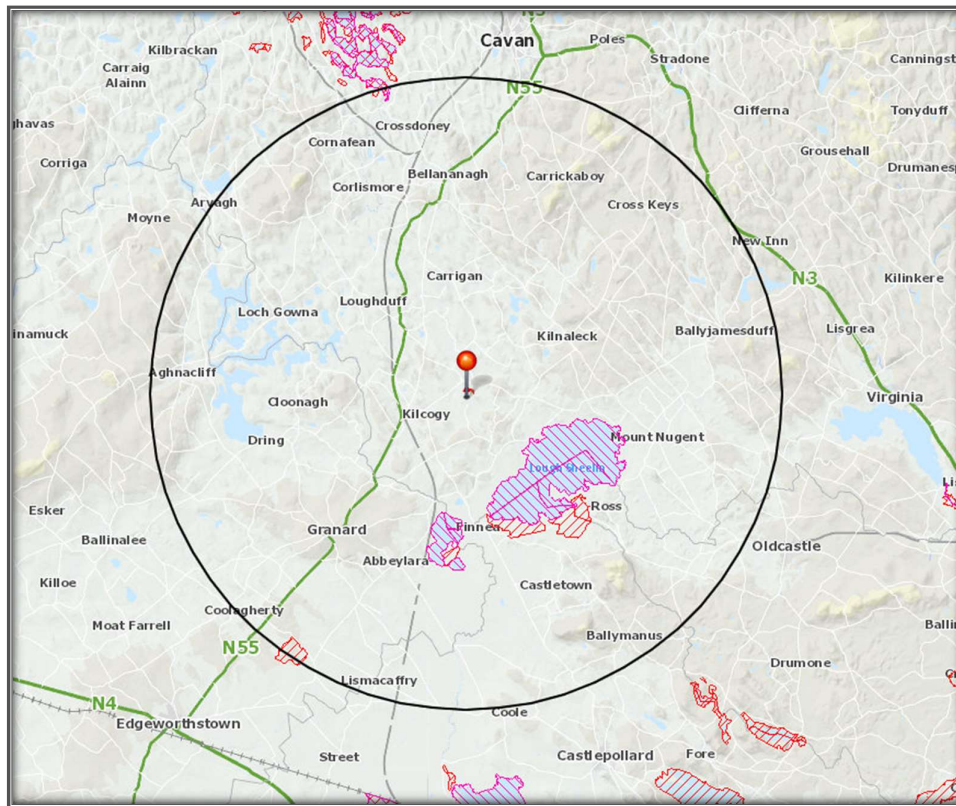 N3
Cavan
Poles
Kilbrackan
Stradone
Canningst
Carraig
Alainn
N55
Clifferna
Tonyduff
ghavas
Crossdoney
Cornafean
Grousehall
Corriga
Bellananagh
Carrickaboy
Drumanesp
Corlismore
Arvagh
Cross Keys
Moyne
New Inn
Carrigan
N3
Kilinkere
Loughduff
Loch Gowna
inamuck
Kilnaleck
Ballyjamesduff
Lisgrea
Aghnacliff
Cloonagh
Virginia
Kilcogy
Dring
Mount Nugent
Lough Sheelin
Lis
Esker
Ross
Granard
Finnea
Ballinalee
Oldcastle
Abbeylara
Killoe
Castletown
Coolagherty
Moat Farrell
Ballin
Ballymanus
N55
Drumone
Lismacaffry
N4
Coole
Edgeworthstown
Street
Castlepollard
Fore